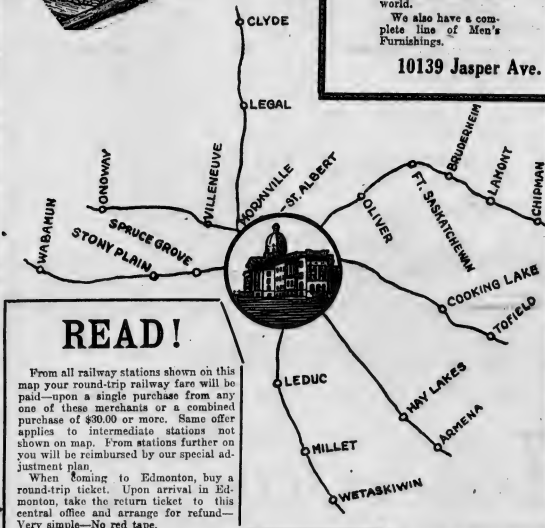 world.
We also have a com-
plete line of Men's
Furnishings.
10139 Jasper Ave.
CLYDE
LEGAL
ONOWAY
VILLENEUVE
MORINVILLE
ST. ALBERT
WABAMUN
SPRUCE GROVE
STONY PLAIN
OLIVER
FT. SASKATCHEWAN
BRUDERHEIM
LAMONT
CHIPMAN
COOKING LAKE
TOFIELD
HAY LAKES
ARMENA
LEDUC
MILLET
WETASKIWIN
READ!
From all railway stations shown on this
map your round-trip railway fare will be
paid—upon a single purchase from any
one of these merchants or a combined
purchase of $30.00 or more. Same offer
applies to intermediate stations not
shown on map. From stations further on
you will be reimbursed by our special ad-
justment plan.
When coming to Edmonton, buy a
round-trip ticket. Upon arrival in Ed-
monton, take the return ticket to this
central office and arrange for refund—
Very simple—No red tape.